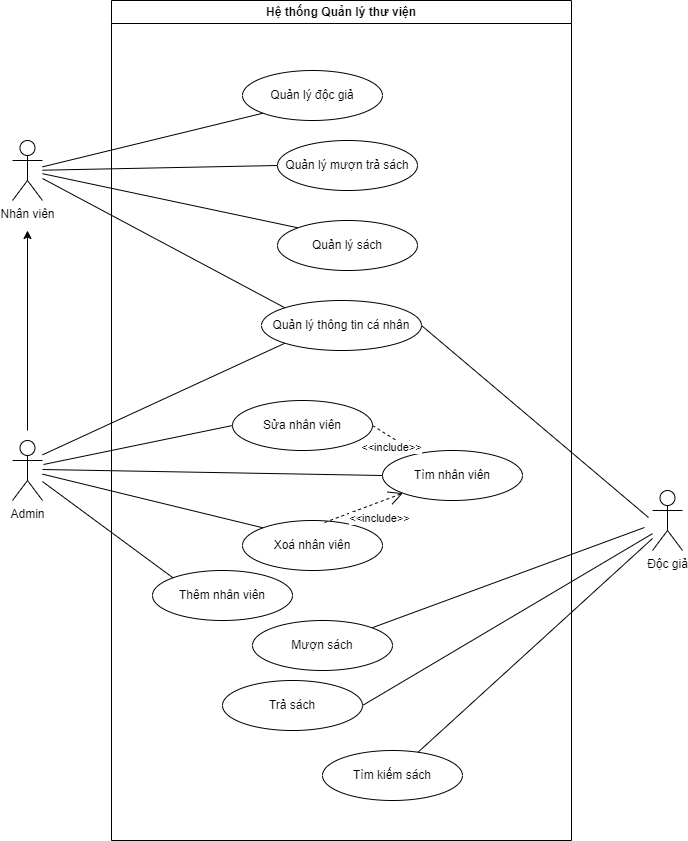 Hệ thống Quản lý thư viện
Quản lý độc giả
Quản lý mượn trả sách
Nhân viên
Quản lý sách
Quản lý thông tin cá nhân
Sửa nhân viên
<<include>>
Tìm nhân viên
Admin
<<include>>
Xoá nhân viên
Độc giả
Thêm nhân viên
Mượn sách
Trả sách
Tìm kiếm sách